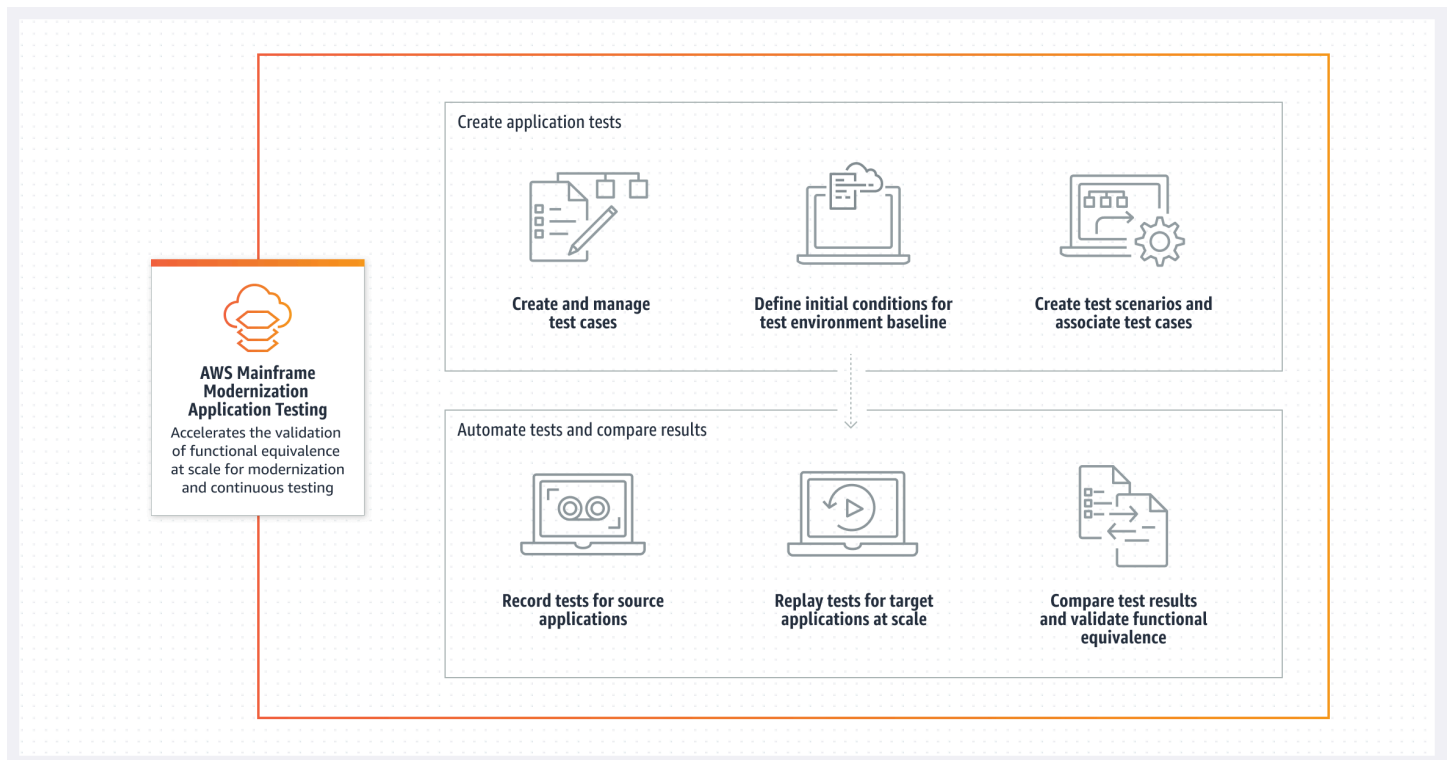 Create application tests
Create and manage
test cases
Define initial conditions for
test environment baseline
Create test scenarios and
associate test cases
AWS Mainframe
Modernization
Application Testing
Accelerates the validation
of functional equivalence
at scale for modernization
and continuous testing
Automate tests and compare results
Record tests for source
applications
Replay tests for target
applications at scale
Compare test results
and validate functional
equivalence